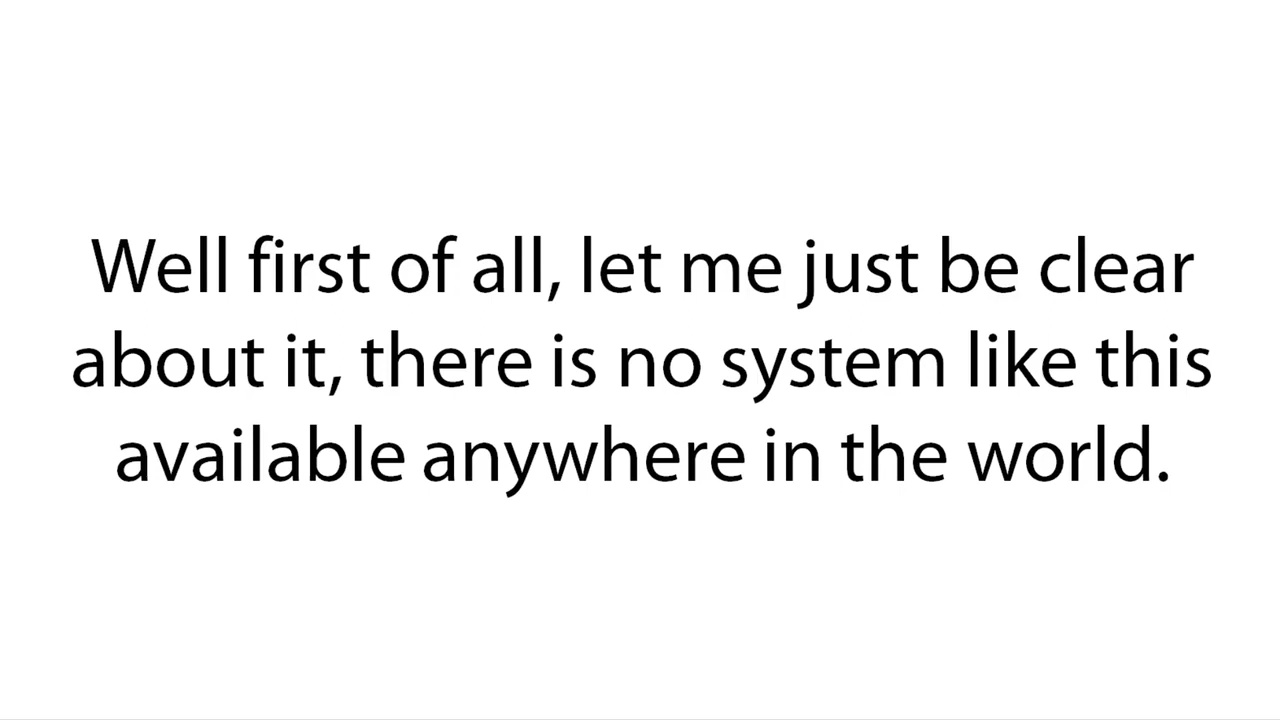 Well first of all, let me just be clear
about it, there is no system like this
available anywhere in the world.